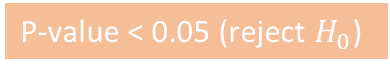 P-value < 0.05 (reject H₀)